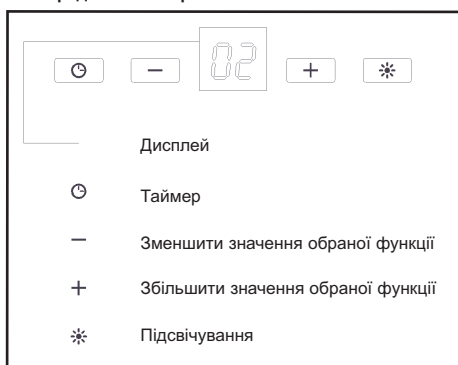 02
Дисплей
Таймер
− Зменшити значення обраної функції
+ Збільшити значення обраної функції
Підсвічування